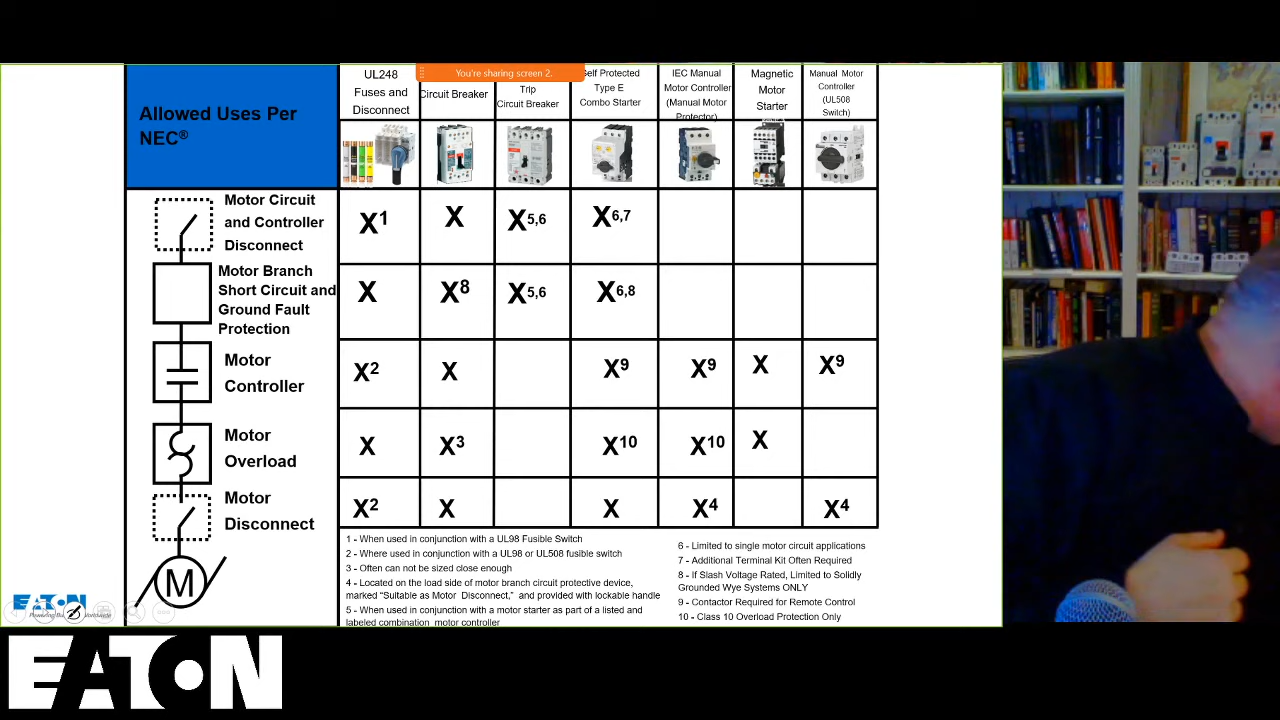 You're sharing screen 2.
Allowed Uses Per
NEC®
UL248
Fuses and
Disconnect
Circuit Breaker
Trip
Circuit Breaker
Self Protected
Type E
Combo Starter
IEC Manual
Motor Controller
(Manual Motor
Protector)
Magnetic
Motor
Starter
Manual Motor
Controller
(UL508
Switch)
Motor Circuit
and Controller
Disconnect
X1
X
X5,6
X6,7
Motor Branch
Short Circuit and
Ground Fault
Protection
X
X8
X5,6
X6,8
Motor
Controller
X2
X
X9
X9
X
X9
Motor
Overload
X
X3
X10
X10
X
Motor
Disconnect
X2
X
X
X4
X4
M
1 - When used in conjunction with a UL98 Fusible Switch
2 - Where used in conjunction with a UL98 or UL508 fusible switch
3 - Often can not be sized close enough
4 - Located on the load side of motor branch circuit protective device,
marked “Suitable as Motor Disconnect,” and provided with lockable handle
5 - When used in conjunction with a motor starter as part of a listed and
labeled combination motor controller
6 - Limited to single motor circuit applications
7 - Additional Terminal Kit Often Required
8 - If Slash Voltage Rated, Limited to Solidly
Grounded Wye Systems ONLY
9 - Contactor Required for Remote Control
10 - Class 10 Overload Protection Only
EATON
EATON